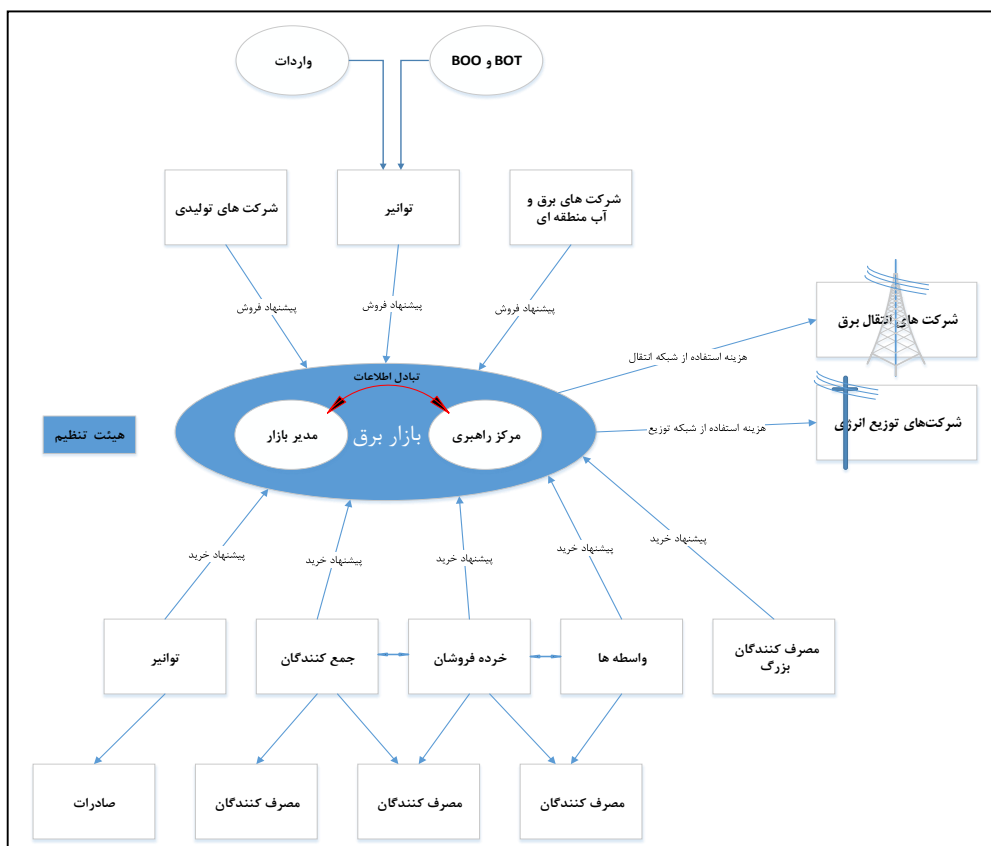 BOO و BOT
واردات
شرکت های برق و
آب منطقه ای
توانیر
شرکت های تولیدی
پیشنهاد فروش
پیشنهاد فروش
پیشنهاد فروش
شرکت های انتقال برق
هزینه استفاده از شبکه انتقال
تبادل اطلاعات
شرکت‌های توزیع انرژی
هزینه استفاده از شبکه توزیع
مرکز راهبری
بازار برق
مدیر بازار
هیئت تنظیم
پیشنهاد خرید
پیشنهاد خرید
پیشنهاد خرید
پیشنهاد خرید
پیشنهاد خرید
مصرف کنندگان
بزرگ
واسطه ها
خرده فروشان
جمع کنندگان
توانیر
مصرف کنندگان
مصرف کنندگان
مصرف کنندگان
صادرات